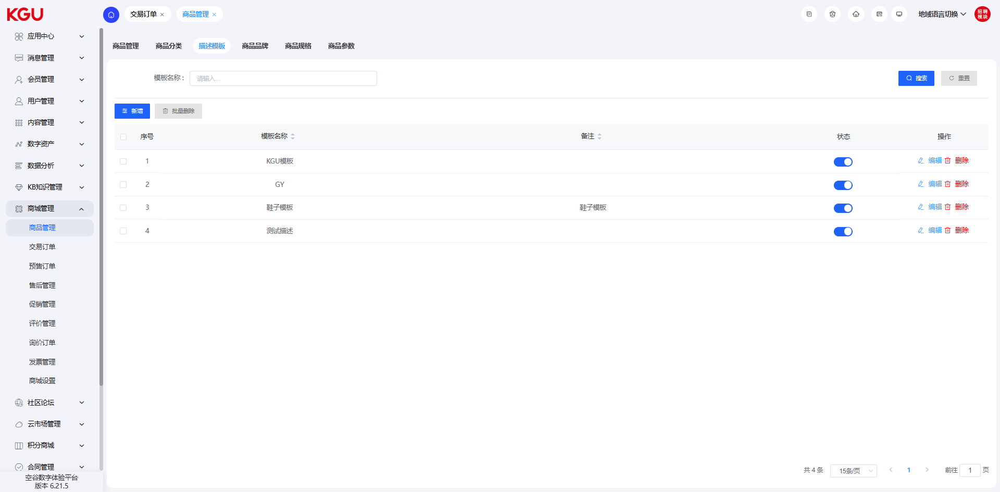 KGU
交易订单
商品管理
地域语言切换
招聘
模块
应用中心
消息管理
会员管理
用户管理
内容管理
数字资产
数据分析
KB知识管理
商城管理
商品管理
交易订单
预售订单
售后管理
促销管理
评价管理
询价订单
发票管理
商城设置
社区论坛
云市场管理
积分商城
合同管理
空谷数字体验平台
版本 6.21.5
商品管理 商品分类 描述模板 商品品牌 商品规格 商品参数
模板名称： 请输入... 搜索 重置
新增 批量删除
序号 模板名称 备注 状态 操作
1 KGU模板 编辑 删除
2 GY 编辑 删除
3 鞋子模板 鞋子模板 编辑 删除
4 测试描述 编辑 删除
共 4 条 15条/页 1 前往 1 页